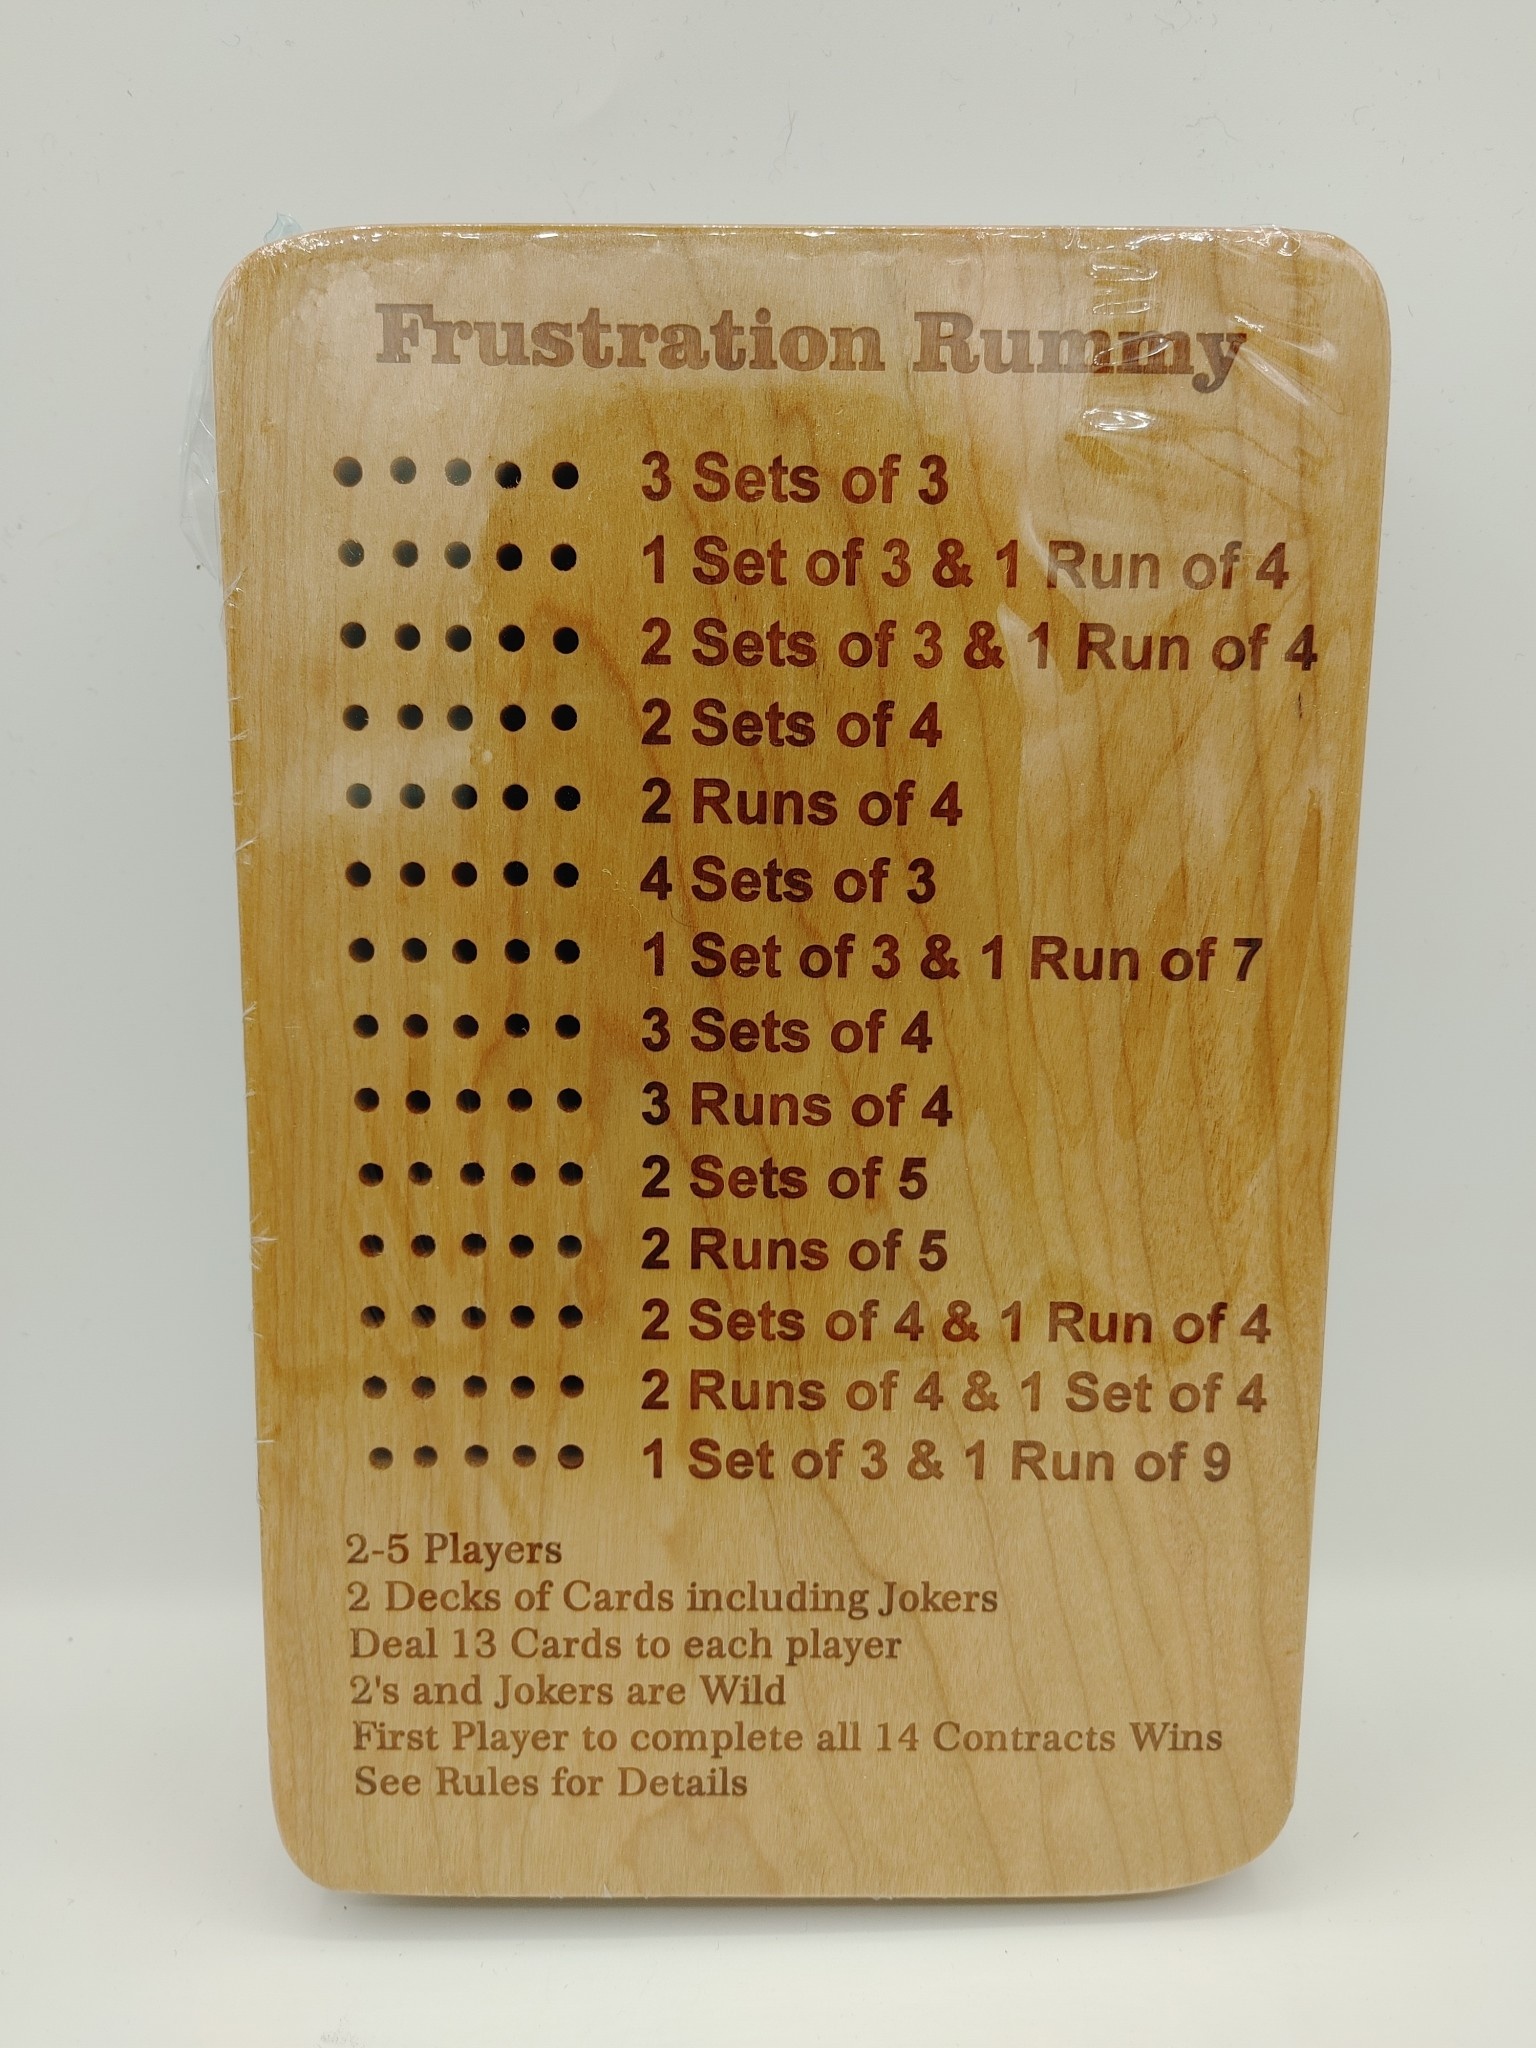 Frustration Rummy
3 Sets of 3
1 Set of 3 & 1 Run of 4
2 Sets of 3 & 1 Run of 4
2 Sets of 4
2 Runs of 4
4 Sets of 3
1 Set of 3 & 1 Run of 7
3 Sets of 4
3 Runs of 4
2 Sets of 5
2 Runs of 5
2 Sets of 4 & 1 Run of 4
2 Runs of 4 & 1 Set of 4
1 Set of 3 & 1 Run of 9
2-5 Players
2 Decks of Cards including Jokers
Deal 13 Cards to each player
2's and Jokers are Wild
First Player to complete all 14 Contracts Wins
See Rules for Details